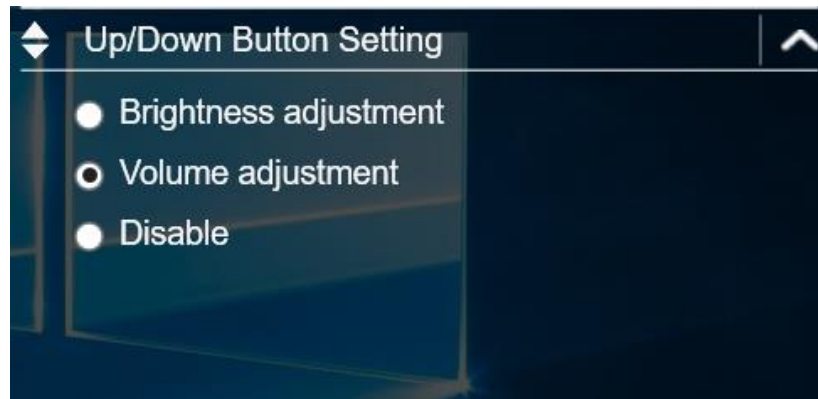 Up/Down Button Setting
Brightness adjustment
Volume adjustment
Disable